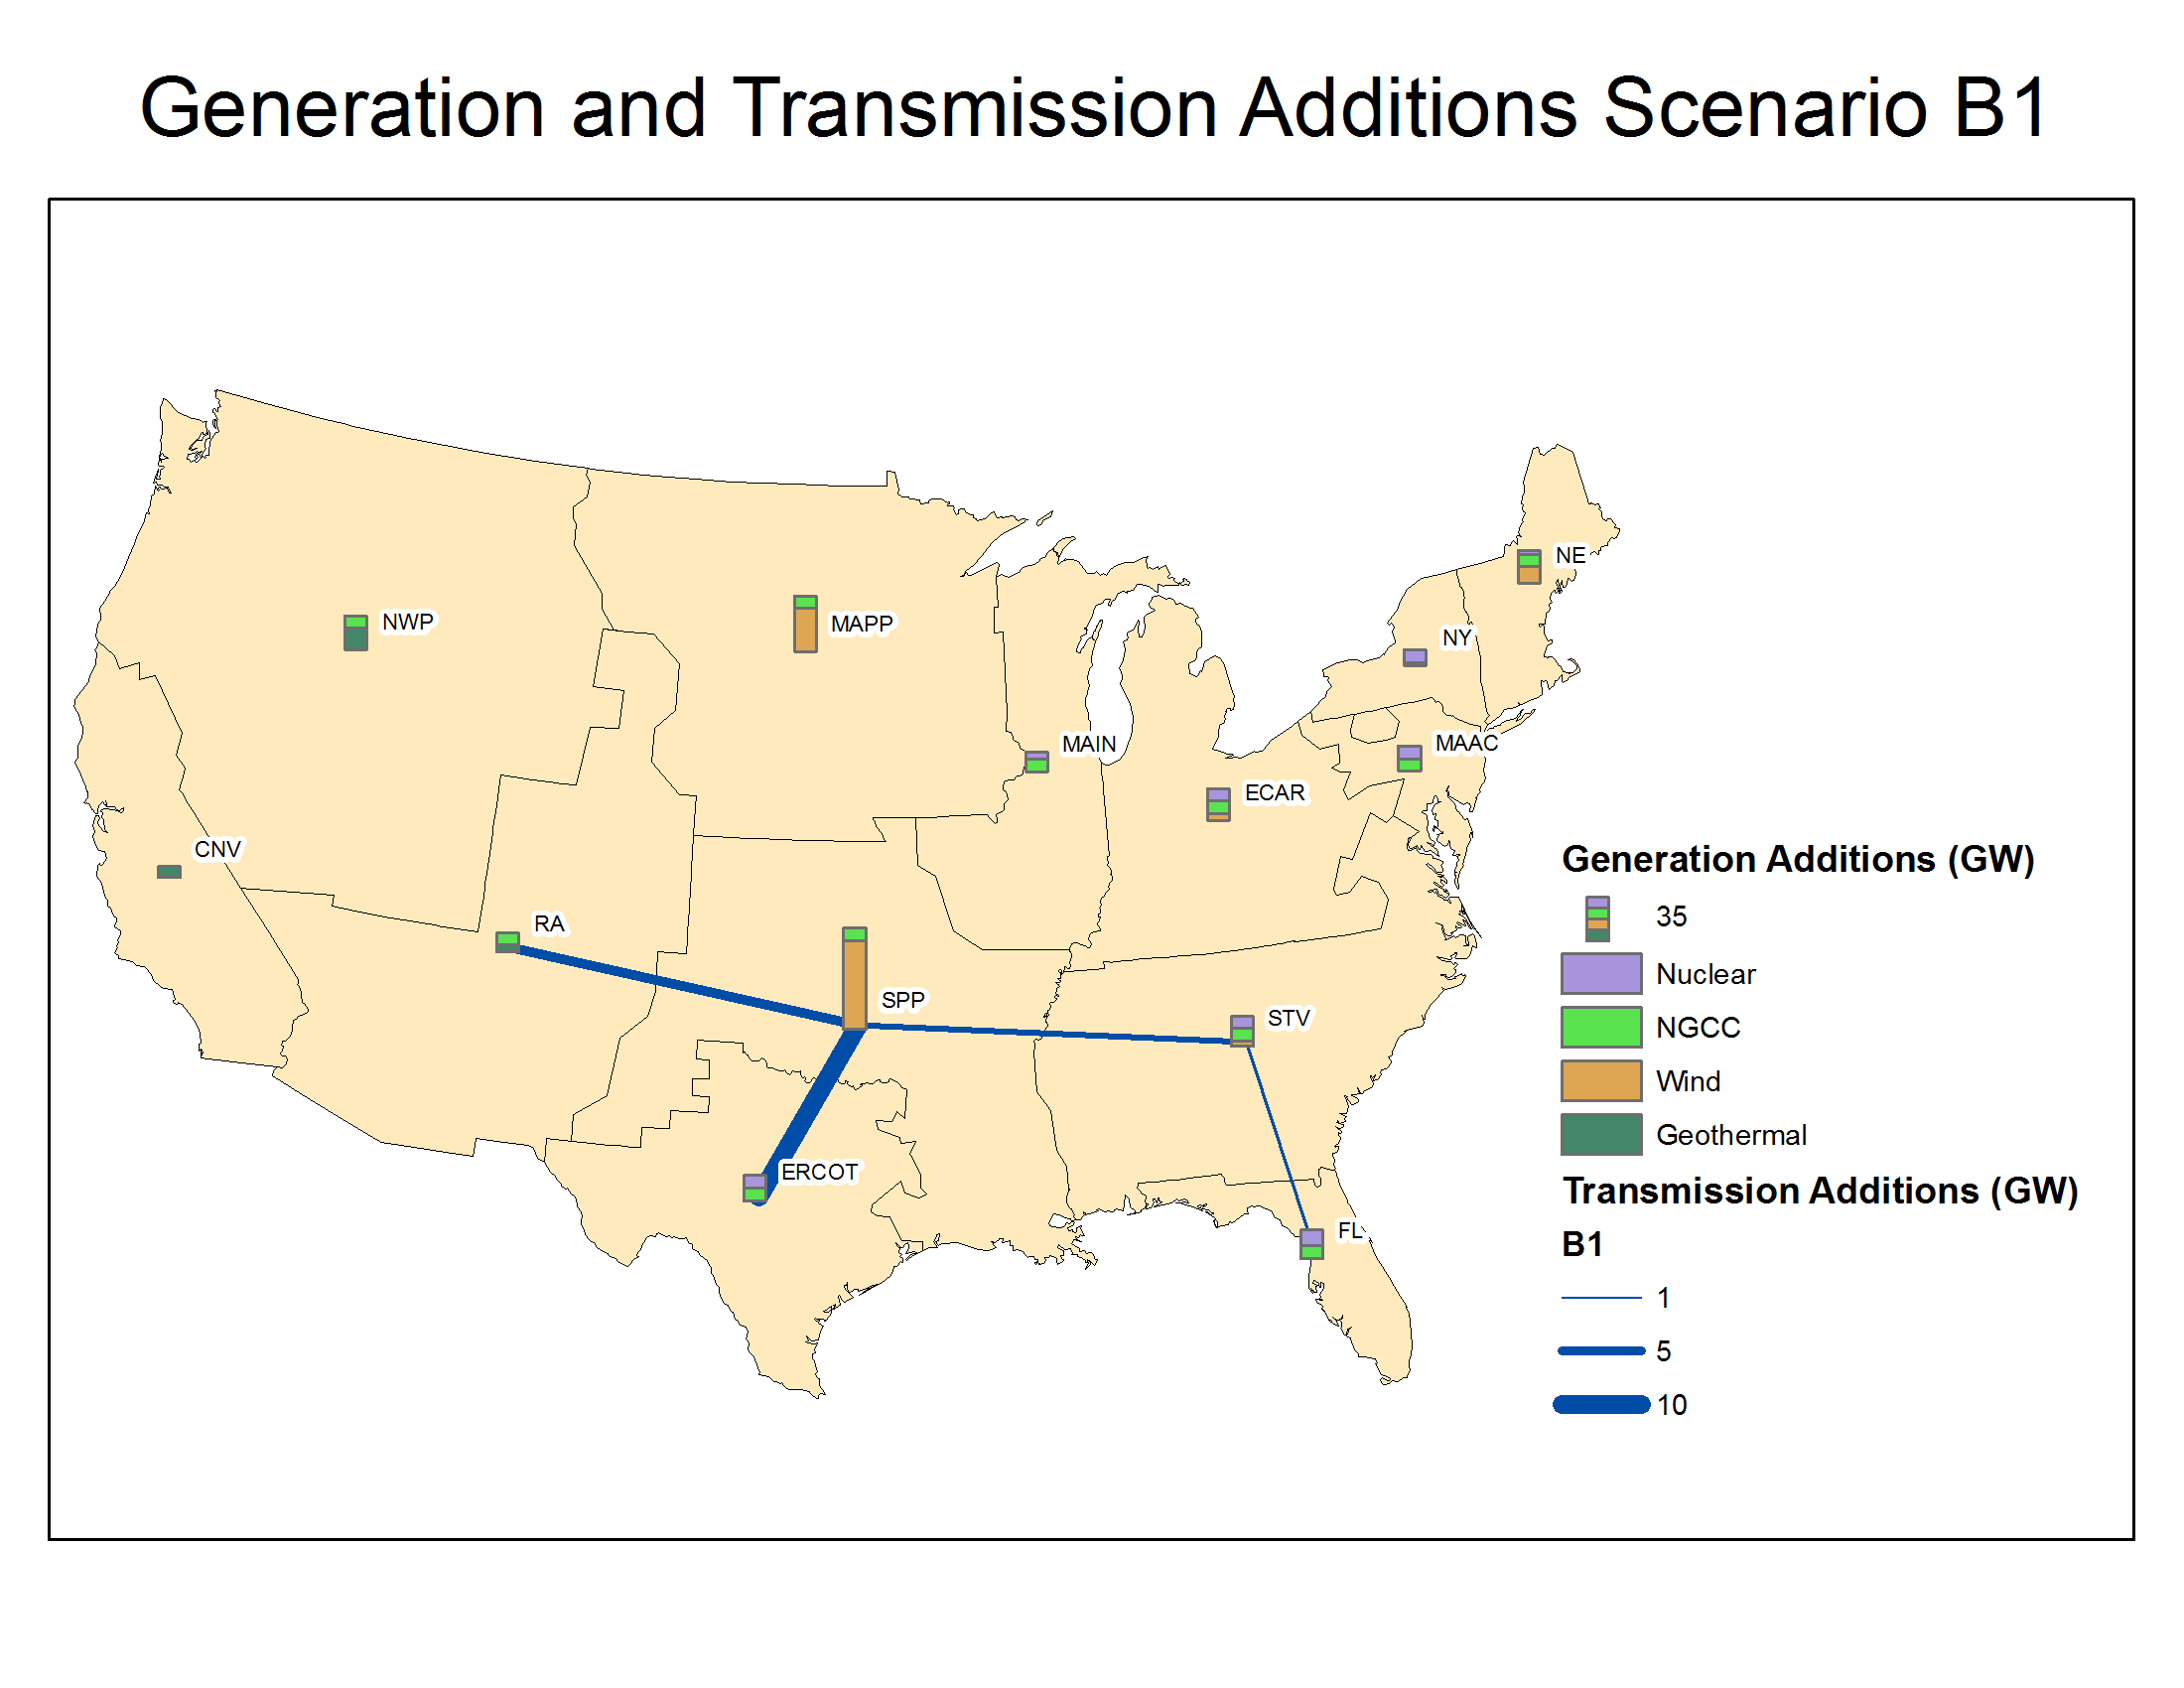 Generation and Transmission Additions Scenario B1
NE
NWP
MAPP
NY
MAIN
MAAC
ECAR
CNV
RA
SPP
STV
ERCOT
FL
Generation Additions (GW)
35
Nuclear
NGCC
Wind
Geothermal
Transmission Additions (GW)
B1
1
5
10